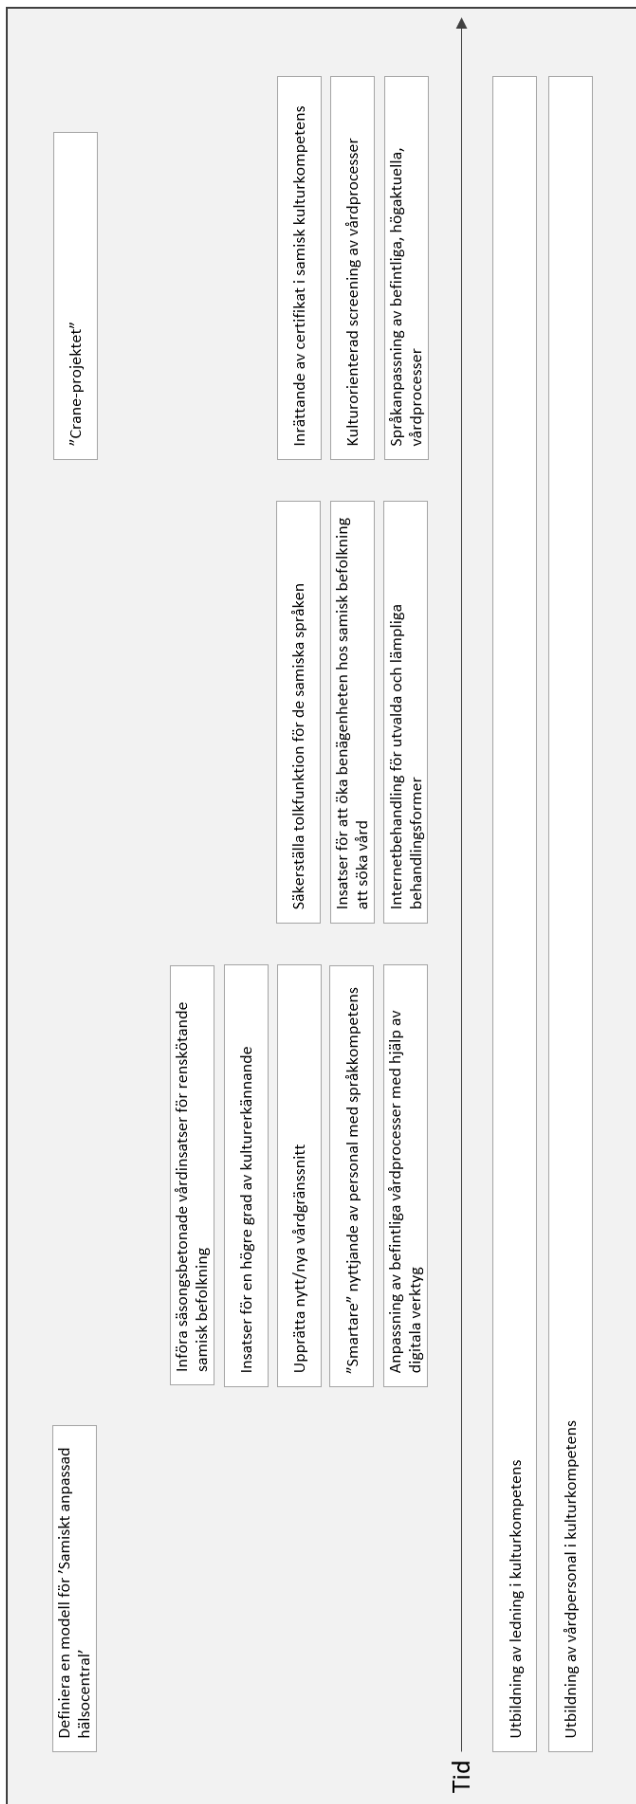 Definiera en modell för ’Samiskt anpassad
hälsocentral’
”Crane-projektet”
Införa säsongsbetonade vårdinsatser för renskötande
samisk befolkning
Insatser för en högre grad av kulturerkännande
Upprätta nytt/nya vårdgränssnitt
”Smartare” nyttjande av personal med språkkompetens
Anpassning av befintliga vårdprocesser med hjälp av
digitala verktyg
Säkerställa tolkfunktion för de samiska språken
Insatser för att öka benägenheten hos samisk befolkning
att söka vård
Internetbehandling för utvalda och lämpliga
behandlingsformer
Inrättande av certifikat i samisk kulturkompetens
Kulturorienterad screening av vårdprocesser
Språkanpassning av befintliga, högaktuella,
vårdprocesser
Tid
Utbildning av ledning i kulturkompetens
Utbildning av vårdpersonal i kulturkompetens